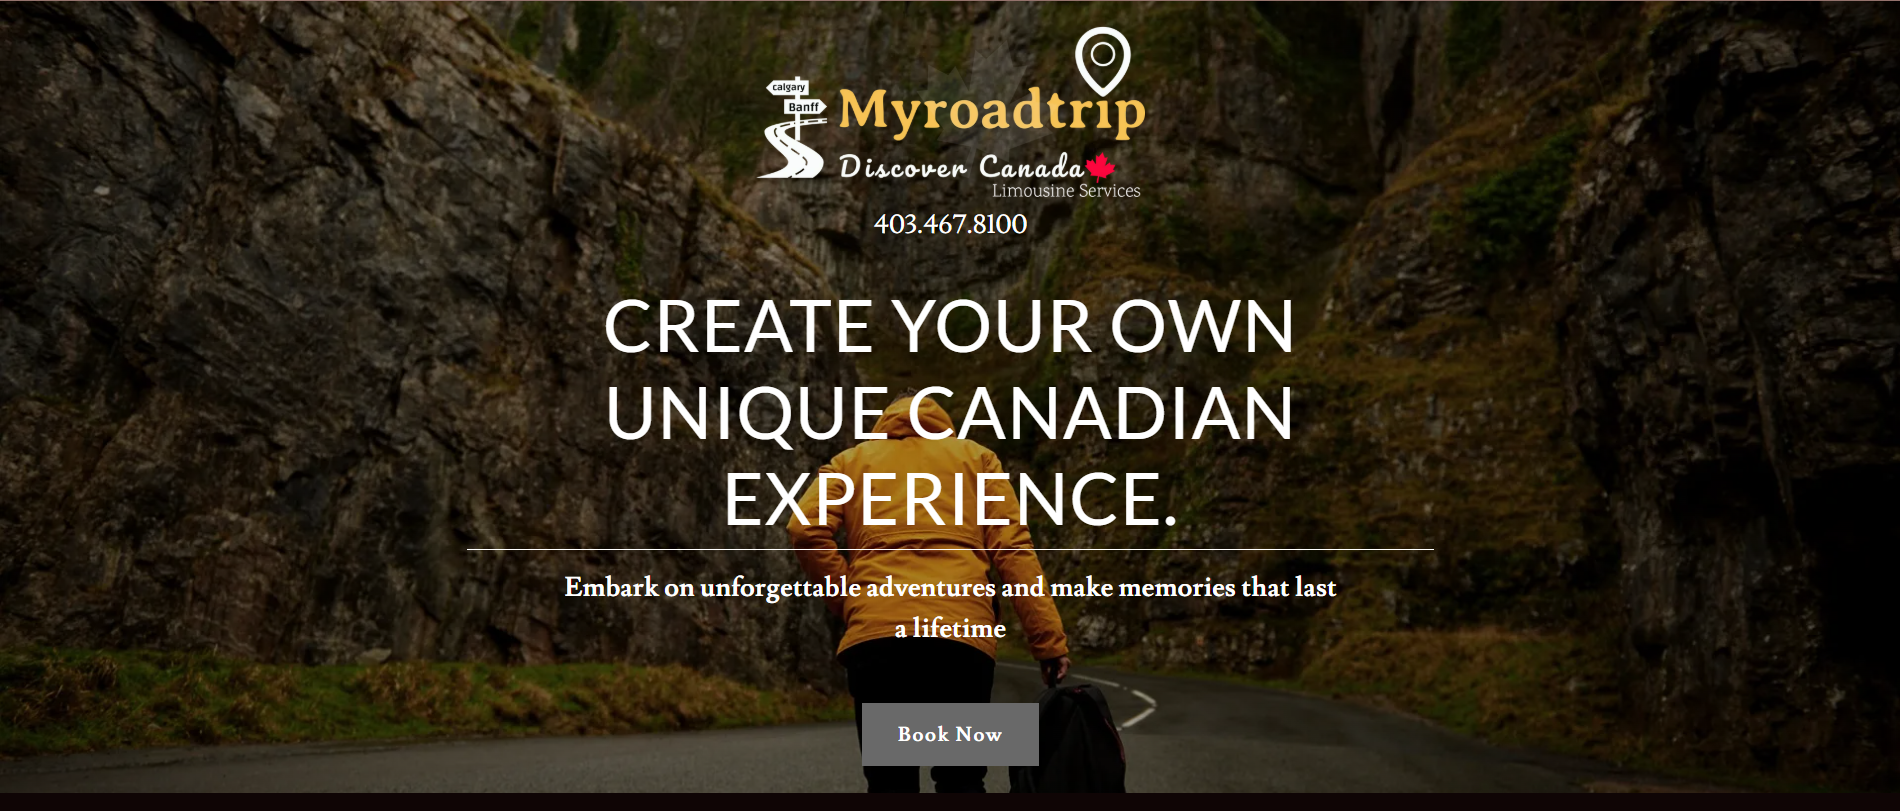 calgary
Banff
Myroadtrip
Discover Canada
Limousine Services
403.467.8100
CREATE YOUR OWN
UNIQUE CANADIAN
EXPERIENCE.
Embark on unforgettable adventures and make memories that last
a lifetime
Book Now